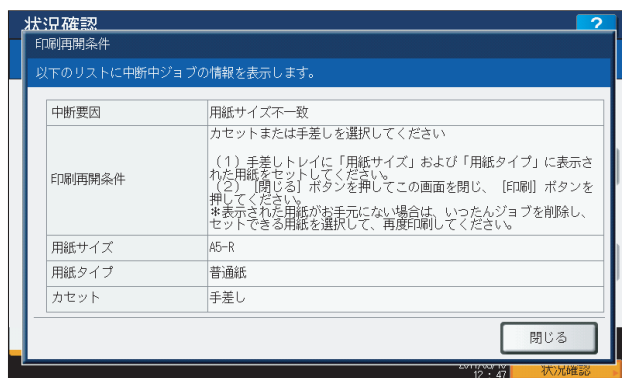 状況確認
?
印刷再開条件
以下のリストに中断中ジョブの情報を表示します。
中断要因 用紙サイズ不一致
印刷再開条件
カセットまたは手差しを選択してください
（1）手差しトレイに「用紙サイズ」および「用紙タイプ」に表示さ
れた用紙をセットしてください。
（2）［閉じる］ボタンを押してこの画面を閉じ、［印刷］ボタンを
押してください。
*表示された用紙がお手元にない場合は、いったんジョブを削除し、
セットできる用紙を選択して、再度印刷してください。
用紙サイズ A5-R
用紙タイプ 普通紙
カセット 手差し
閉じる
12：47
状況確認